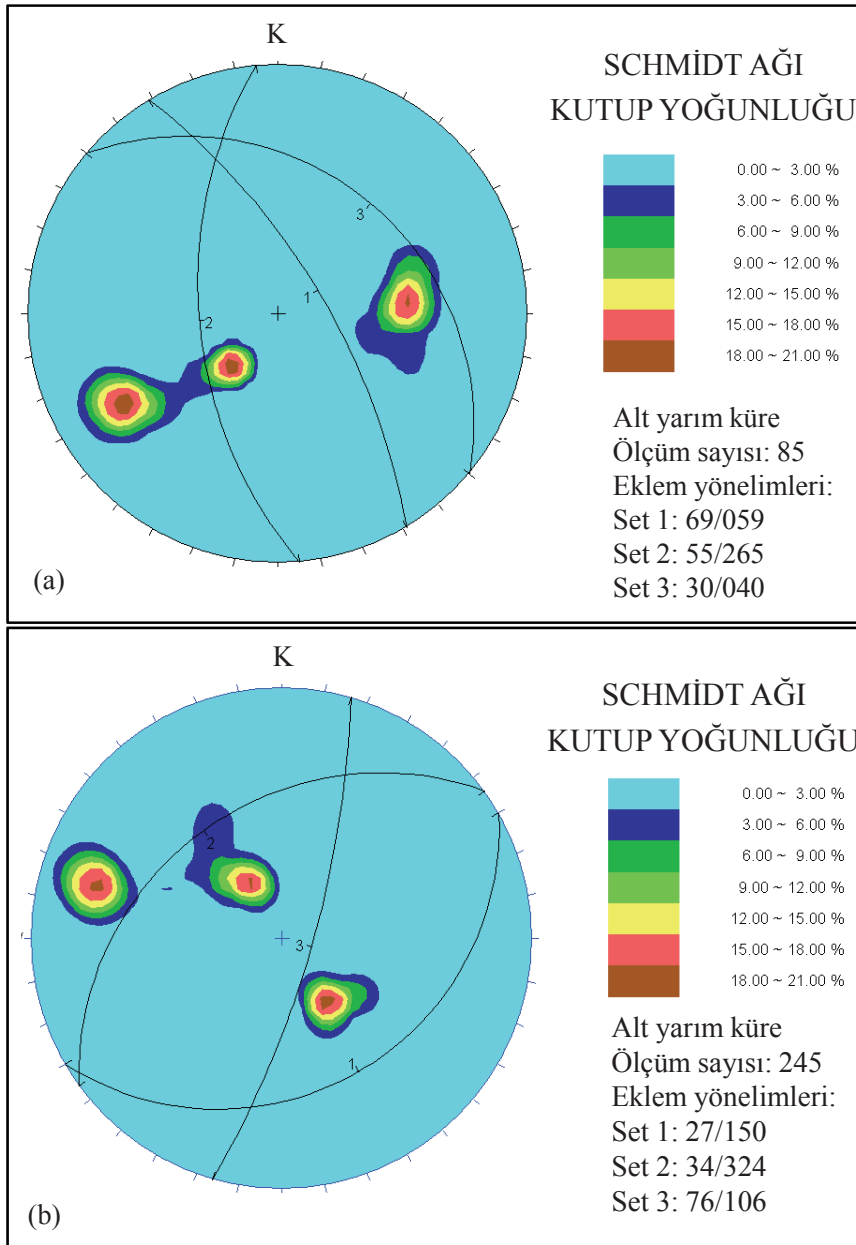 K
SCHMİDT AĞI
KUTUP YOĞUNLUĞU
1
2
3
0.00 ~ 3.00 %
3.00 ~ 6.00 %
6.00 ~ 9.00 %
9.00 ~ 12.00 %
12.00 ~ 15.00 %
15.00 ~ 18.00 %
18.00 ~ 21.00 %
Alt yarım küre
Ölçüm sayısı: 85
Eklem yönelimleri:
Set 1: 69/059
Set 2: 55/265
Set 3: 30/040
(a)
K
SCHMİDT AĞI
KUTUP YOĞUNLUĞU
2
3
1
0.00 ~ 3.00 %
3.00 ~ 6.00 %
6.00 ~ 9.00 %
9.00 ~ 12.00 %
12.00 ~ 15.00 %
15.00 ~ 18.00 %
18.00 ~ 21.00 %
Alt yarım küre
Ölçüm sayısı: 245
Eklem yönelimleri:
Set 1: 27/150
Set 2: 34/324
Set 3: 76/106
(b)